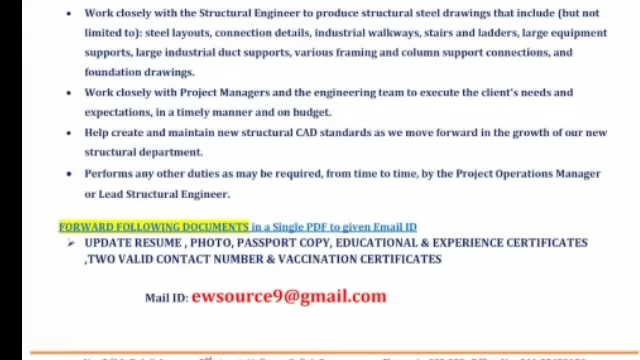 • Work closely with the Structural Engineer to produce structural steel drawings that include (but not
limited to): steel layouts, connection details, industrial walkways, stairs and ladders, large equipment
supports, large industrial duct supports, various framing and column support connections, and
foundation drawings.
• Work closely with Project Managers and the engineering team to execute the client's needs and
expectations, in a timely manner and on budget.
• Help create and maintain new structural CAD standards as we move forward in the growth of our new
structural department.
• Performs any other duties as may be required, from time to time, by the Project Operations Manager
or Lead Structural Engineer.
FORWARD FOLLOWING DOCUMENTS in a Single PDF to given Email ID
➢ UPDATE RESUME , PHOTO, PASSPORT COPY, EDUCATIONAL & EXPERIENCE CERTIFICATES
,TWO VALID CONTACT NUMBER & VACCINATION CERTIFICATES
Mail ID: ewsource9@gmail.com